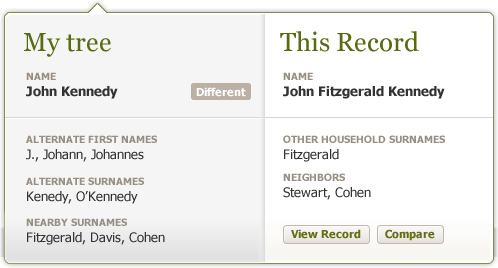 My tree
NAME
John Kennedy
Different
ALTERNATE FIRST NAMES
J., Johann, Johannes
ALTERNATE SURNAMES
Kenedy, O’Kennedy
NEARBY SURNAMES
Fitzgerald, Davis, Cohen
This Record
NAME
John Fitzgerald Kennedy
OTHER HOUSEHOLD SURNAMES
Fitzgerald
NEIGHBORS
Stewart, Cohen
View Record
Compare